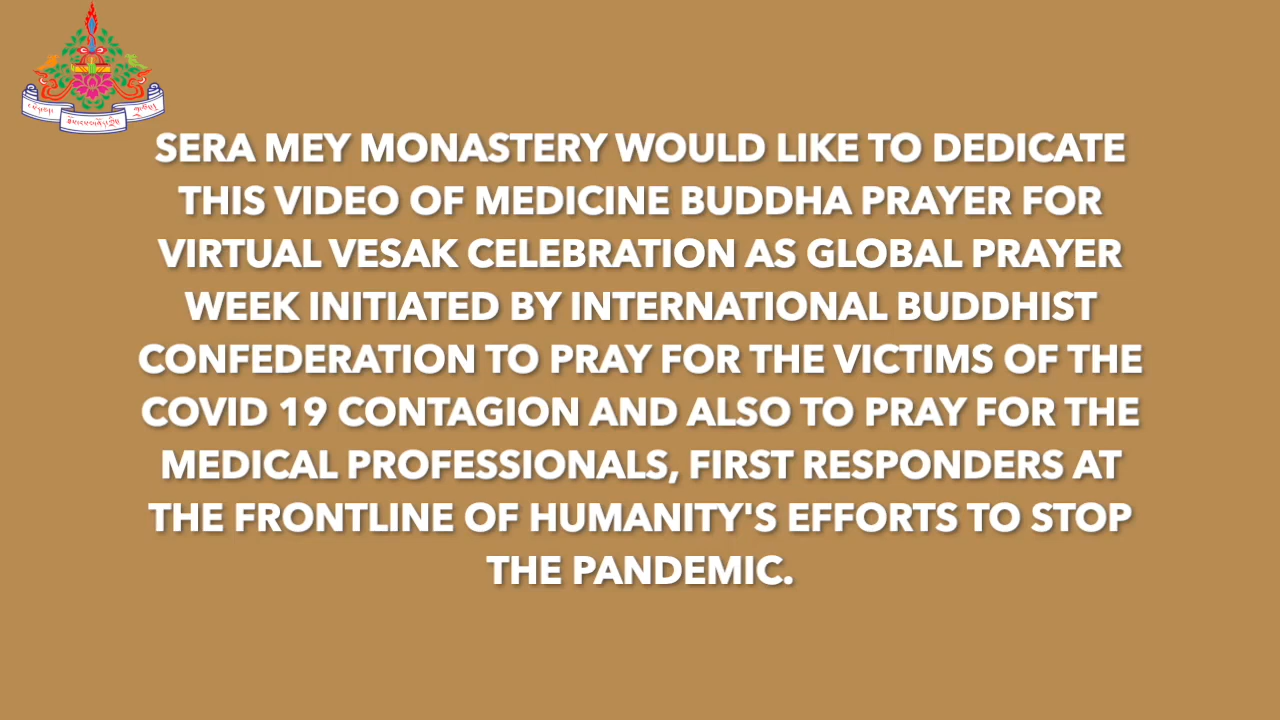 SERA MEY MONASTERY WOULD LIKE TO DEDICATE
THIS VIDEO OF MEDICINE BUDDHA PRAYER FOR
VIRTUAL VESAK CELEBRATION AS GLOBAL PRAYER
WEEK INITIATED BY INTERNATIONAL BUDDHIST
CONFEDERATION TO PRAY FOR THE VICTIMS OF THE
COVID 19 CONTAGION AND ALSO TO PRAY FOR THE
MEDICAL PROFESSIONALS, FIRST RESPONDERS AT
THE FRONTLINE OF HUMANITY'S EFFORTS TO STOP
THE PANDEMIC.